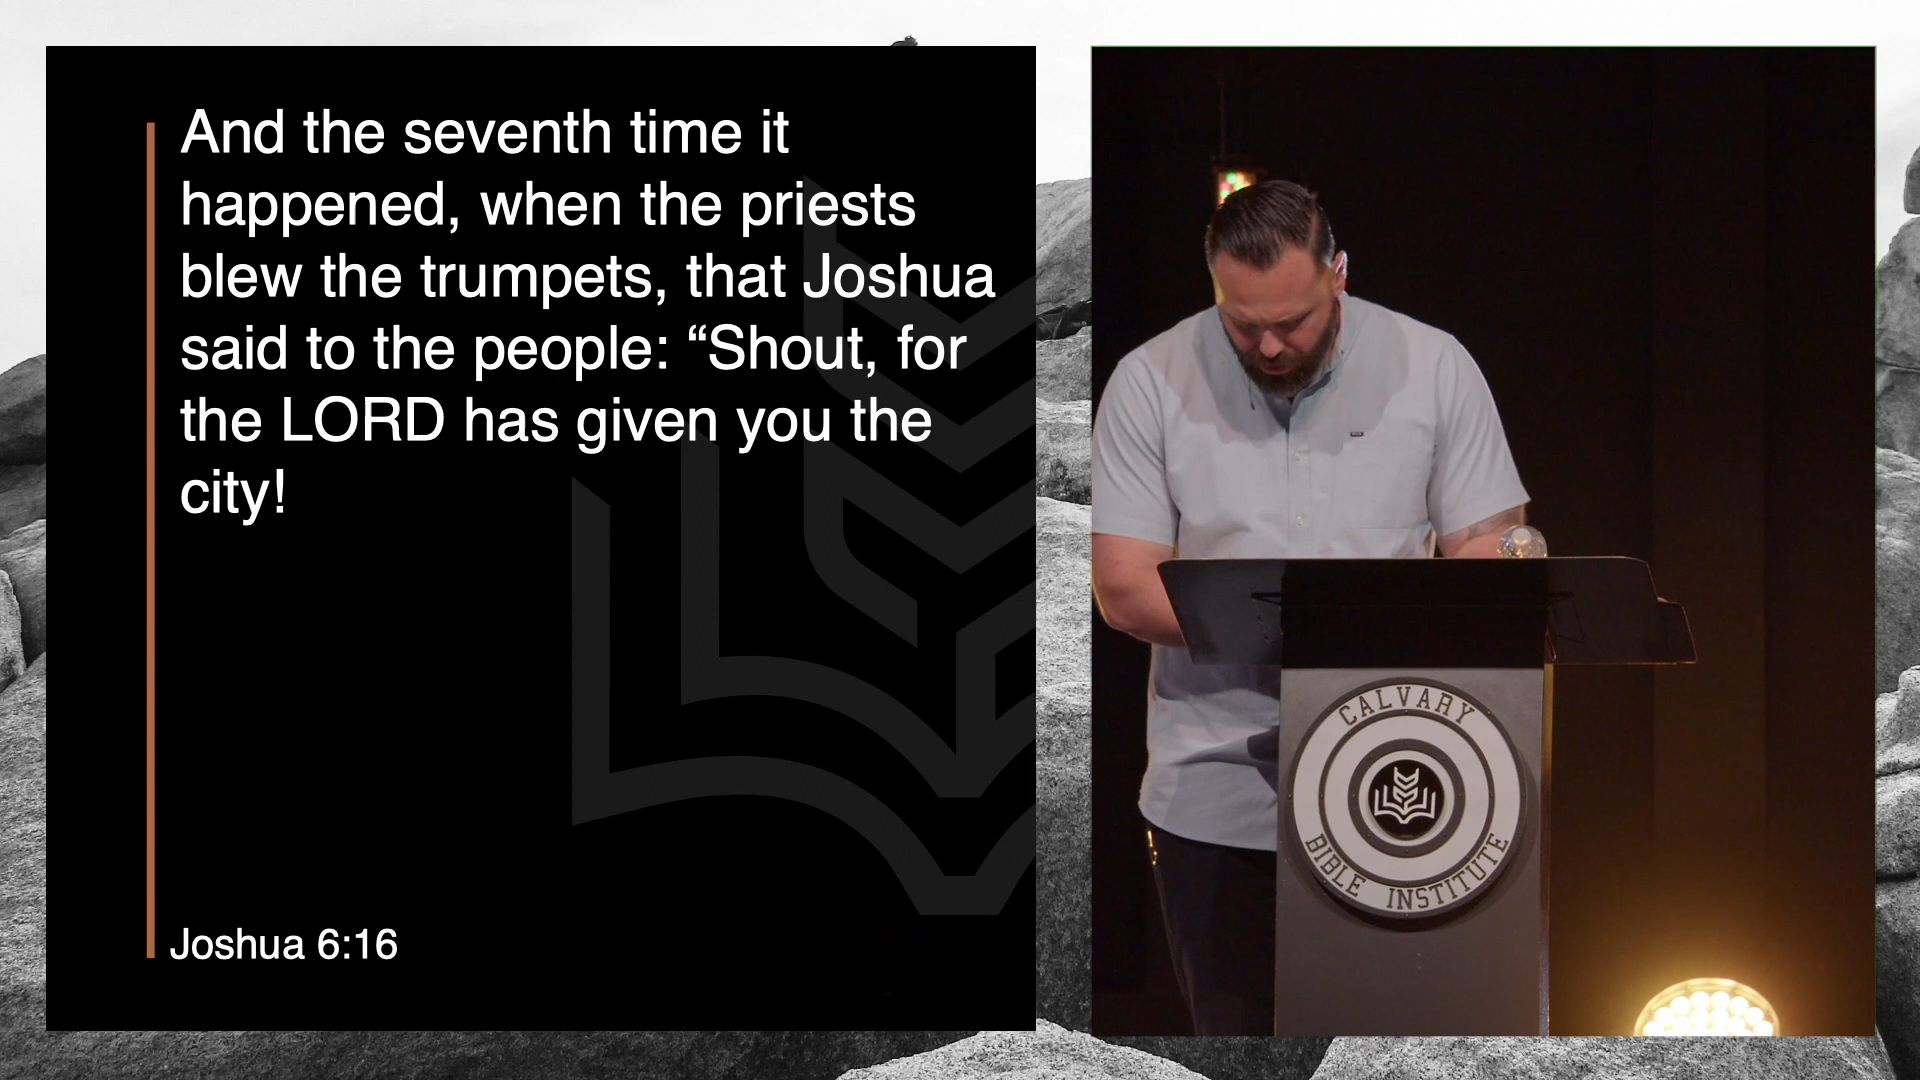 And the seventh time it
happened, when the priests
blew the trumpets, that Joshua
said to the people: “Shout, for
the LORD has given you the
city!
Joshua 6:16
CALVARY
BIBLE INSTITUTE